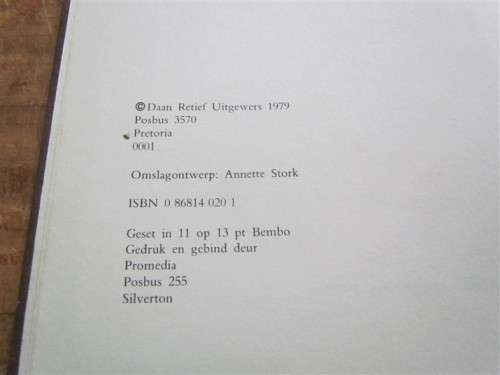 ©Daan Retief Uitgewers 1979
Posbus 3570
Pretoria
0001
Omslagontwerp: Annette Stork
ISBN 0 86814 020 1
Geset in 11 op 13 pt Bembo
Gedruk en gebind deur
Promedia
Posbus 255
Silverton